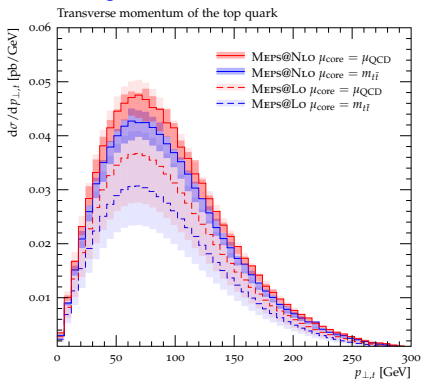 Transverse momentum of the top quark
dσ/dp⊥,t [pb/GeV]
0.06
0.05
0.04
0.03
0.02
0.01
MEPS@NLO μcore = μQCD
MEPS@NLO μcore = mtt̄
MEPS@LO μcore = μQCD
MEPS@LO μcore = mtt̄
0 50 100 150 200 250 300
p⊥,t [GeV]